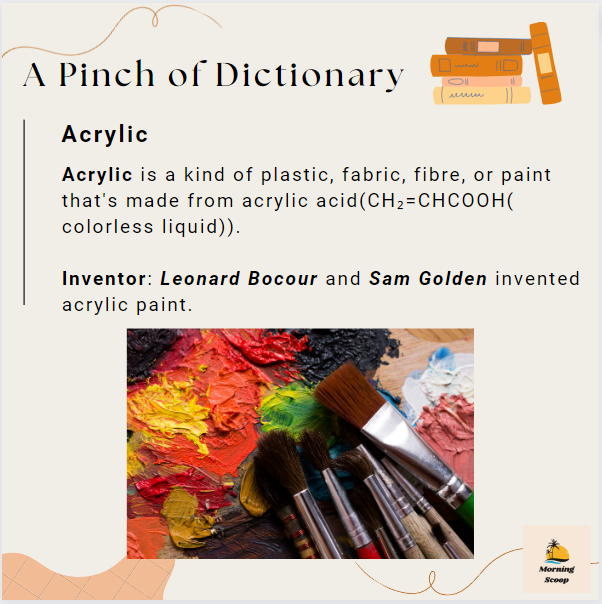 A Pinch of Dictionary
Acrylic
Acrylic is a kind of plastic, fabric, fibre, or paint
that's made from acrylic acid(CH₂=CHCOOH(
colorless liquid)).
Inventor: Leonard Bocour and Sam Golden invented
acrylic paint.
Morning
Scoop